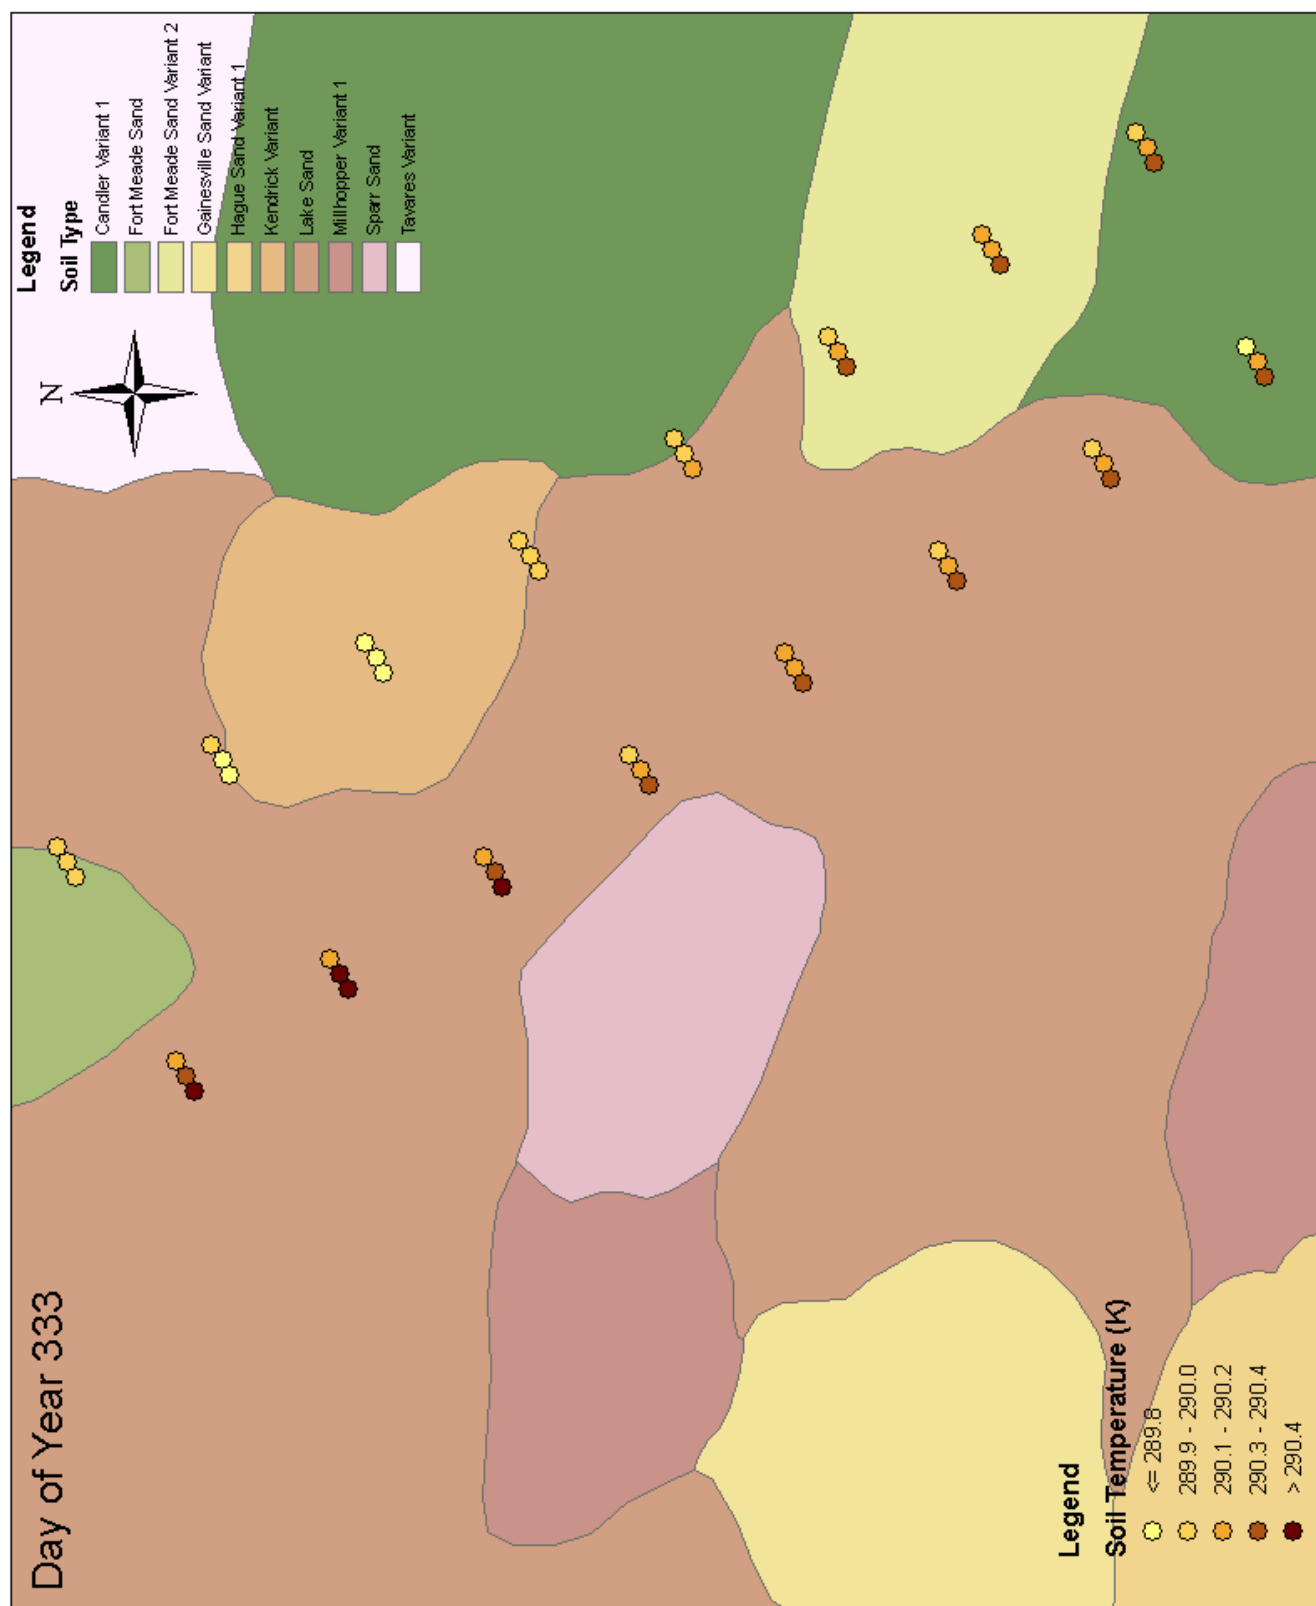 Day of Year 333
N
Legend
Soil Type
Candler Variant 1
Fort Meade Sand
Fort Meade Sand Variant 2
Gainesville Sand Variant
Hague Sand Variant 1
Kendrick Variant
Lake Sand
Millhopper Variant 1
Sparr Sand
Tavares Variant
Legend
Soil Temperature (K)
<= 289.8
289.9 - 290.0
290.1 - 290.2
290.3 - 290.4
> 290.4